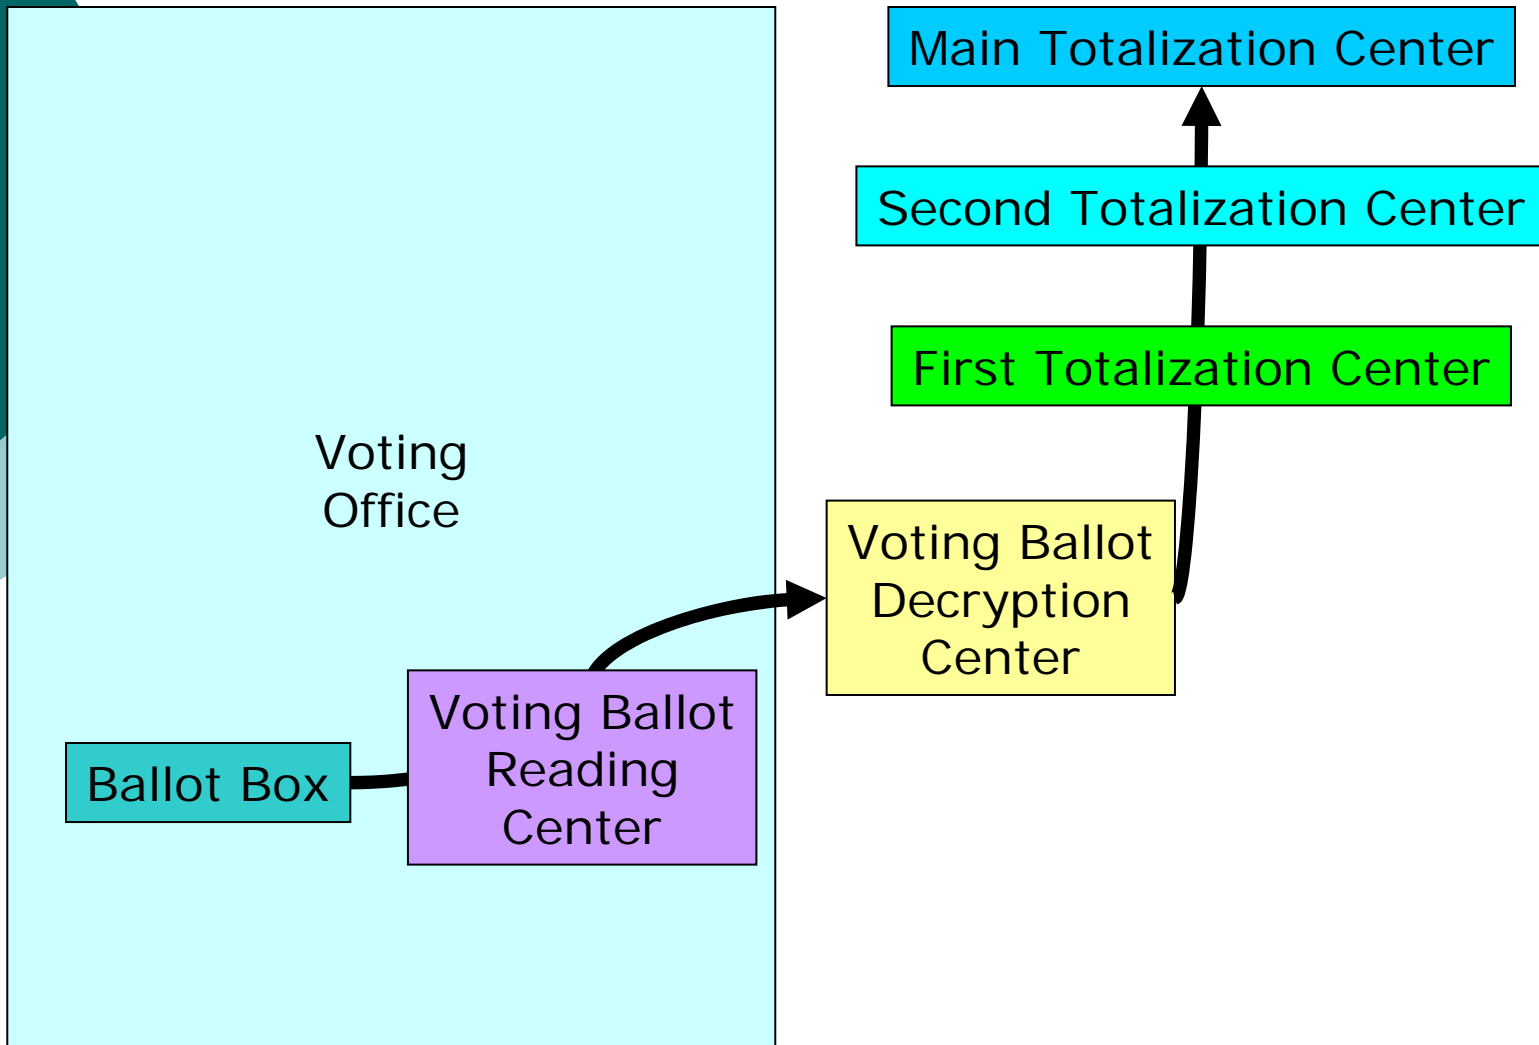 Main Totalization Center
Second Totalization Center
First Totalization Center
Voting
Office
Voting Ballot
Decryption
Center
Voting Ballot
Reading
Center
Ballot Box